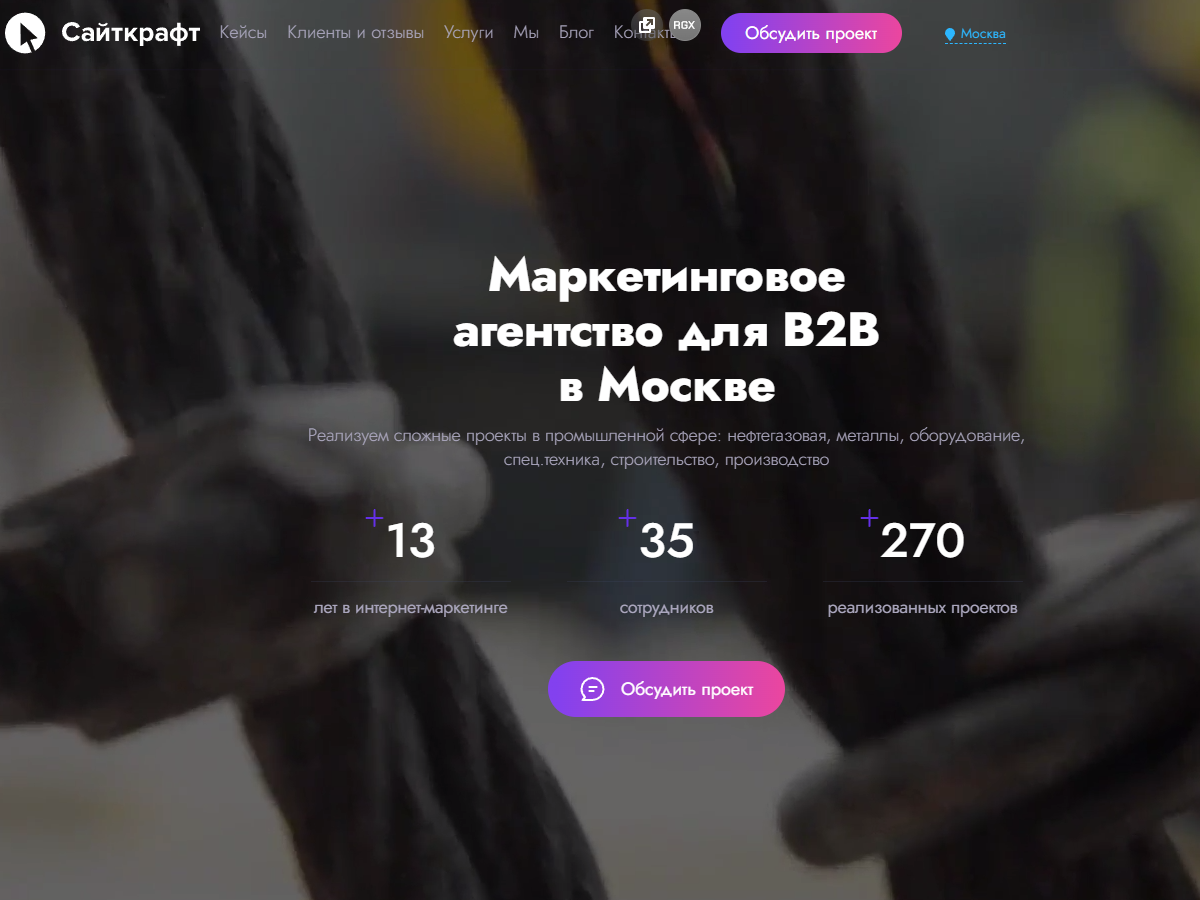 Сайткрафт
Кейсы
Клиенты и отзывы
Услуги
Мы
Блог
RGX
Обсудить проект
Москва
Маркетинговое
агентство для B2B
в Москве
Реализуем сложные проекты в промышленной сфере: нефтегазовая, металлы, оборудование,
спец.техника, строительство, производство
+13
+35
+270
лет в интернет-маркетинге
сотрудников
реализованных проектов
Обсудить проект